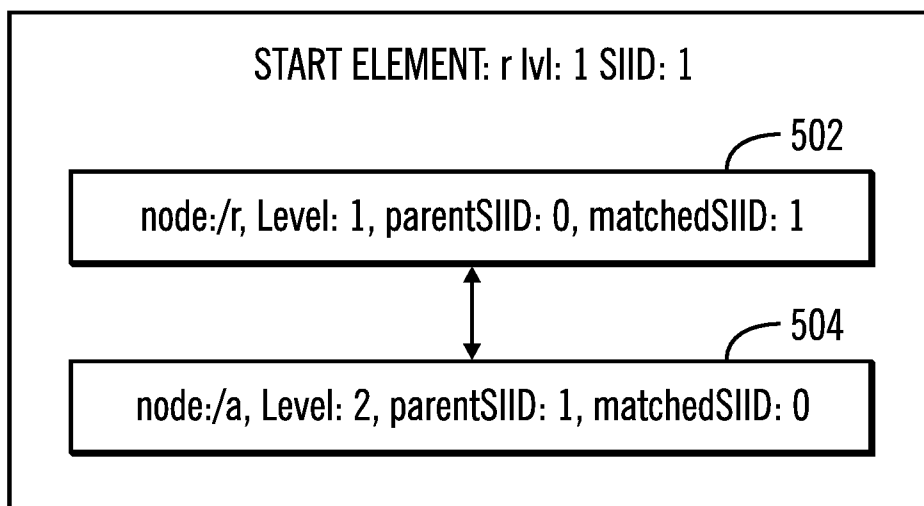 START ELEMENT: r lvl: 1 SIID: 1
502
node:/r, Level: 1, parentSIID: 0, matchedSIID: 1
504
node:/a, Level: 2, parentSIID: 1, matchedSIID: 0